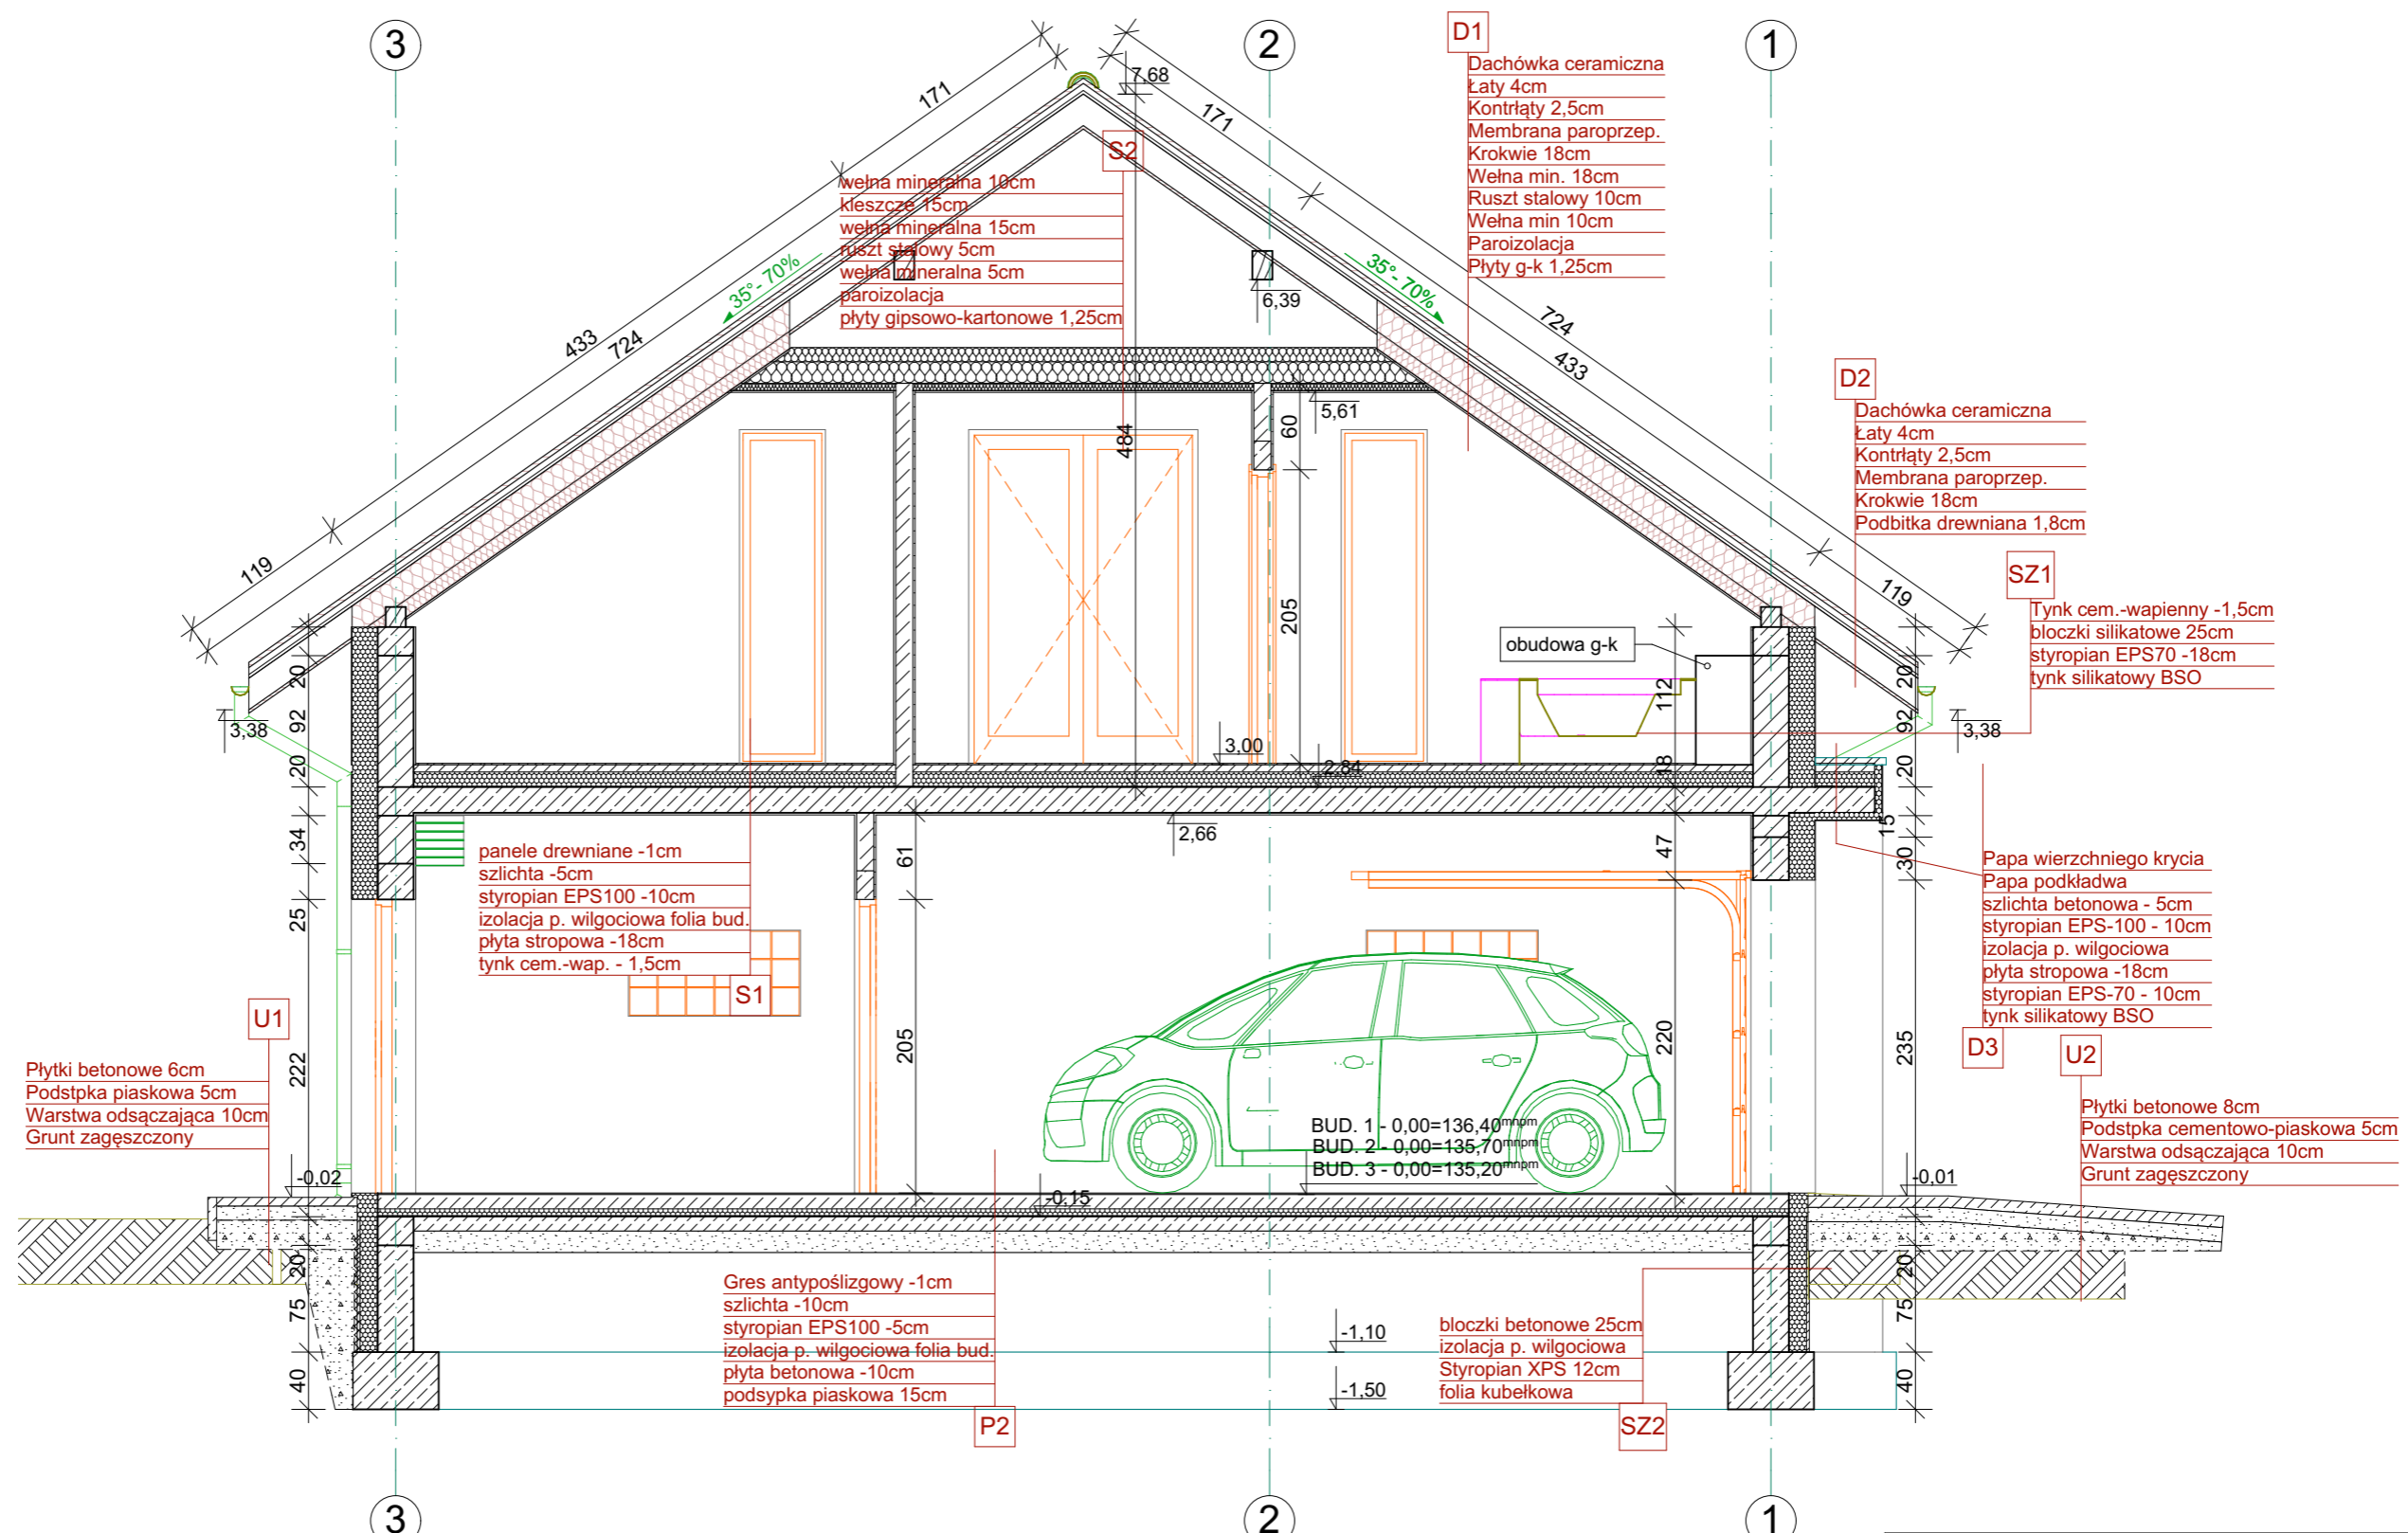 3
2
1
D1
Dachówka ceramiczna
Łaty 4cm
Kontrłąty 2,5cm
Membrana paroprzep.
Krokwie 18cm
Wełna min. 18cm
Ruszt stalowy 10cm
Wełna min 10cm
Paroizolacja
Płyty g-k 1,25cm
7,68
171
171
S2
wełna mineralna 10cm
kleszcze 15cm
wełna mineralna 15cm
ruszt stalowy 5cm
wełna mineralna 5cm
paroizolacja
płyty gipsowo-kartonowe 1,25cm
35°- 70%
35°- 70%
6,39
433
724
724
433
D2
Dachówka ceramiczna
Łaty 4cm
Kontrłąty 2,5cm
Membrana paroprzep.
Krokwie 18cm
Podbitka drewniana 1,8cm
5,61
60
484
119
119
205
SZ1
Tynk cem.-wapienny -1,5cm
bloczki silikatowe 25cm
styropian EPS70 -18cm
tynk silikatowy BSO
obudowa g-k
20
92
20
3,38
112
18
20
92
20
3,38
3,00
2,84
2,66
34
25
222
61
205
47
220
15
30
235
panele drewniane -1cm
szlichta -5cm
styropian EPS100 -10cm
izolacja p. wilgociowa folia bud.
płyta stropowa -18cm
tynk cem.-wap. - 1,5cm
S1
Papa wierzchniego krycia
Papa podkładwa
szlichta betonowa - 5cm
styropian EPS-100 - 10cm
izolacja p. wilgociowa
płyta stropowa -18cm
styropian EPS-70 - 10cm
tynk silikatowy BSO
D3
U1
Płytki betonowe 6cm
Podstpka piaskowa 5cm
Warstwa odsączająca 10cm
Grunt zagęszczony
U2
Płytki betonowe 8cm
Podstpka cementowo-piaskowa 5cm
Warstwa odsączająca 10cm
Grunt zagęszczony
BUD. 1 - 0,00=136,40mnpm
BUD. 2 - 0,00=135,70mnpm
BUD. 3 - 0,00=135,20mnpm
-0,02
-0,15
-0,01
20
75
40
20
75
40
Gres antypoślizgowy -1cm
szlichta -10cm
styropian EPS100 -5cm
izolacja p. wilgociowa folia bud.
płyta betonowa -10cm
podsypka piaskowa 15cm
P2
-1,10
-1,50
bloczki betonowe 25cm
izolacja p. wilgociowa
Styropian XPS 12cm
folia kubełkowa
SZ2
3
2
1